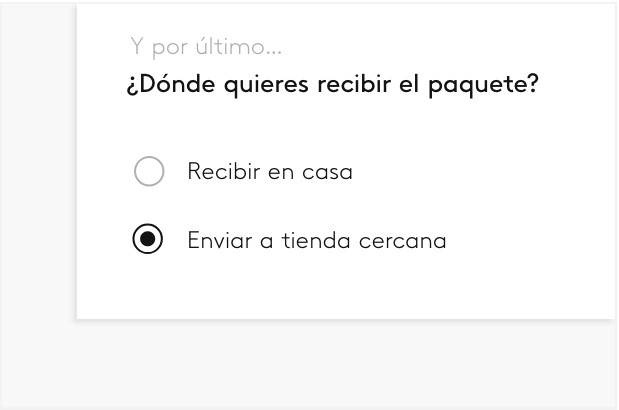 Y por último...
¿Dónde quieres recibir el paquete?
Recibir en casa
Enviar a tienda cercana